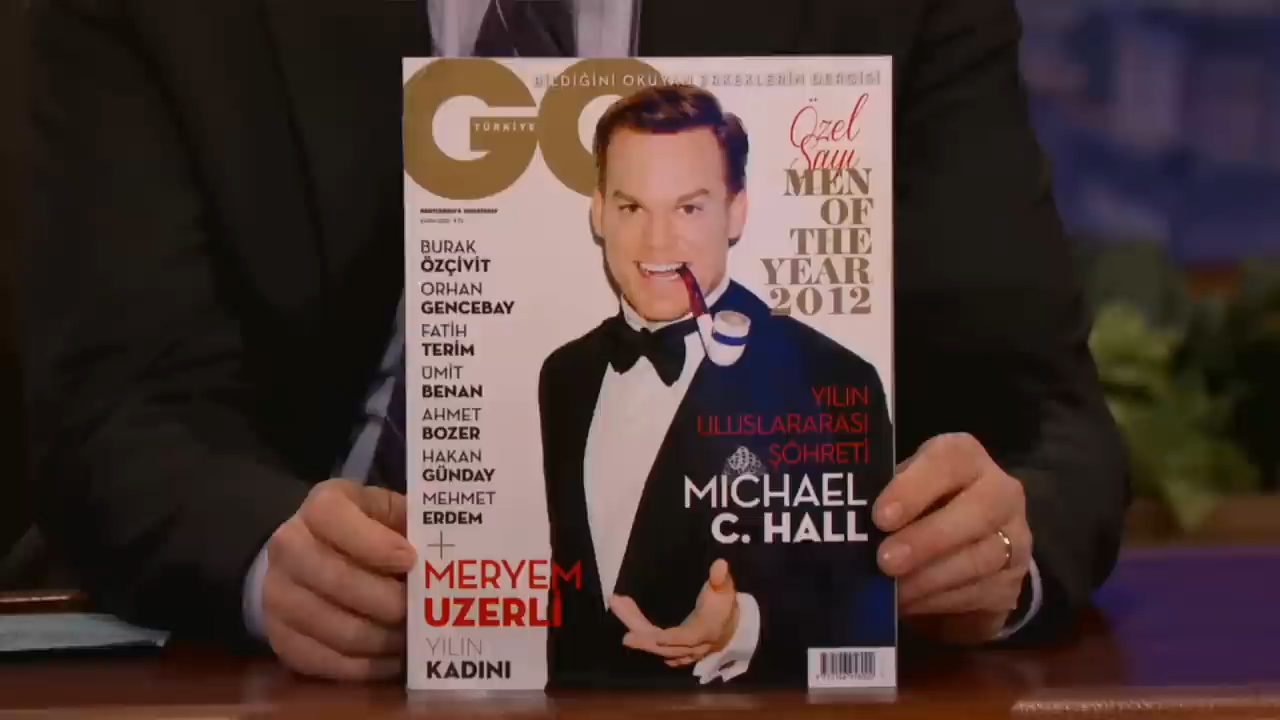 BİLDİĞİNİ OKUYAN ERKEKLERİN DERGİSİ
GQ
TÜRKİYE
Özel
Sayı
MEN
OF
THE
YEAR
2012
BURAK
ÖZÇİVİT
ORHAN
GENCEBAY
FATİH
TERİM
ÜMİT
BENAN
AHMET
BOZER
HAKAN
GÜNDAY
MEHMET
ERDEM
+
MERYEM
UZERLİ
YILIN
KADINI
YILIN
ULUSLARARASI
ŞÖHRETİ
MICHAEL
C. HALL